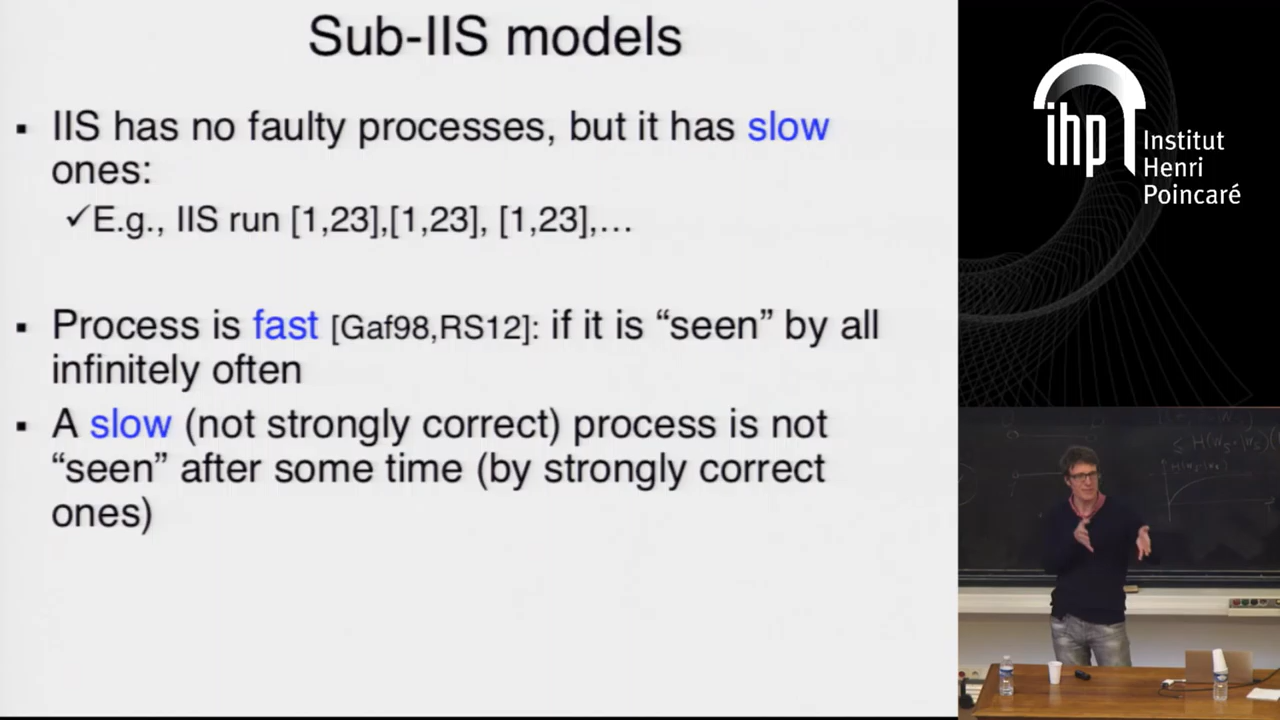 Sub-IIS models
▪ IIS has no faulty processes, but it has slow
ones:
✓E.g., IIS run [1,23],[1,23], [1,23],…
▪ Process is fast [Gaf98,RS12]: if it is “seen” by all
infinitely often
▪ A slow (not strongly correct) process is not
“seen” after some time (by strongly correct
ones)
ihp
Institut
Henri
Poincaré